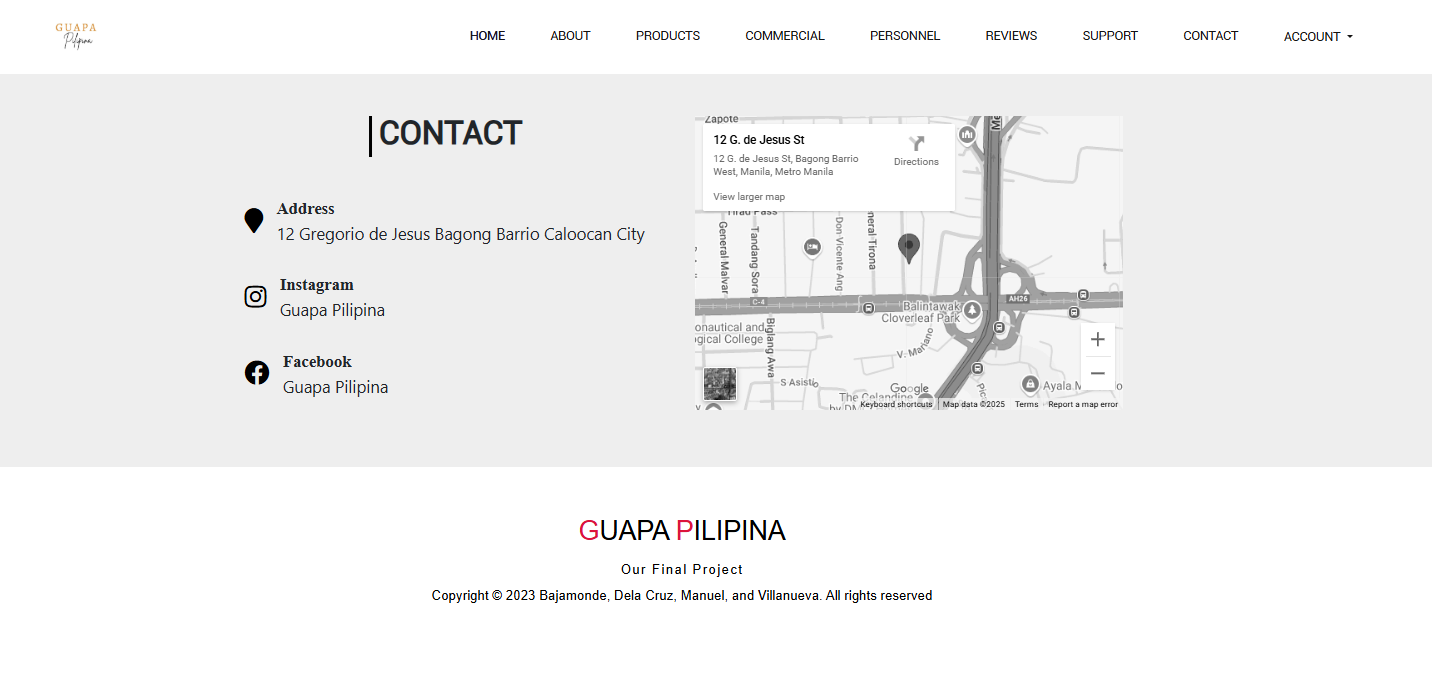 GUAPA
Pilipina
HOME ABOUT PRODUCTS COMMERCIAL PERSONNEL REVIEWS SUPPORT CONTACT ACCOUNT
CONTACT
Address
12 Gregorio de Jesus Bagong Barrio Caloocan City
Instagram
Guapa Pilipina
Facebook
Guapa Pilipina
Zapote
12 G. de Jesus St
12 G. de Jesus St, Bagong Barrio
West, Manila, Metro Manila
Directions
View larger map
Tirad Pass
General Malvar
Tandang Sora
Don Vicente Ang
neral Tirona
C-4
AH26
Balintawak
Cloverleaf Park
onautical and
gical College
Biglang Awa
V. Mariano
S Asistio
Google
The Celandine
by DM
Ayala M
Keyboard shortcuts Map data ©2025 Terms Report a map error
GUAPA PILIPINA
Our Final Project
Copyright © 2023 Bajamonde, Dela Cruz, Manuel, and Villanueva. All rights reserved